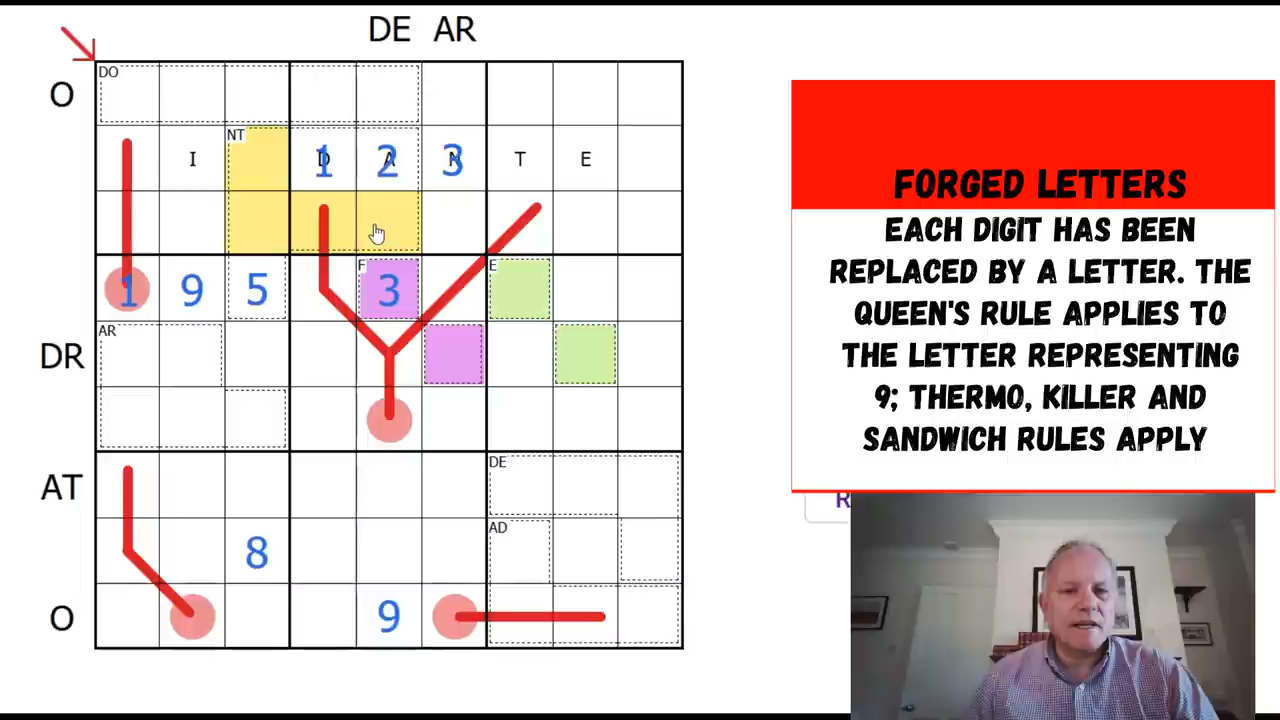 DE AR
DO
O
NT
I D A N T E
1 2 3
F E
1 9 5 3
AR
DR
DE
AT
AD
8
O 9
FORGED LETTERS
EACH DIGIT HAS BEEN
REPLACED BY A LETTER. THE
QUEEN'S RULE APPLIES TO
THE LETTER REPRESENTING
9; THERMO, KILLER AND
SANDWICH RULES APPLY
R